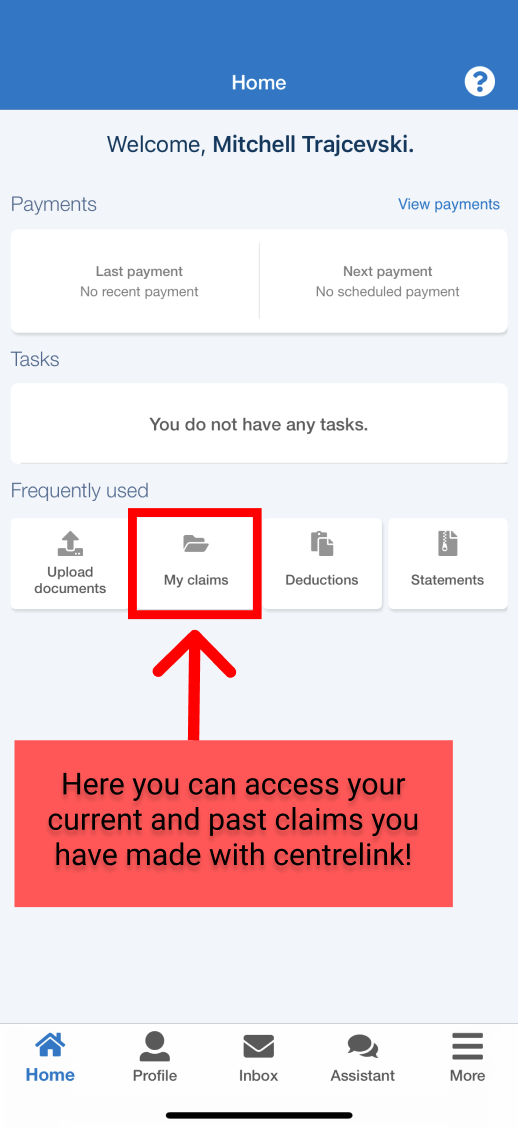 Home
?
Welcome, Mitchell Trajcevski.
Payments
View payments
Last payment
No recent payment
Next payment
No scheduled payment
Tasks
You do not have any tasks.
Frequently used
Upload
documents
My claims
Deductions
Statements
Here you can access your
current and past claims you
have made with centrelink!
Home
Profile
Inbox
Assistant
More